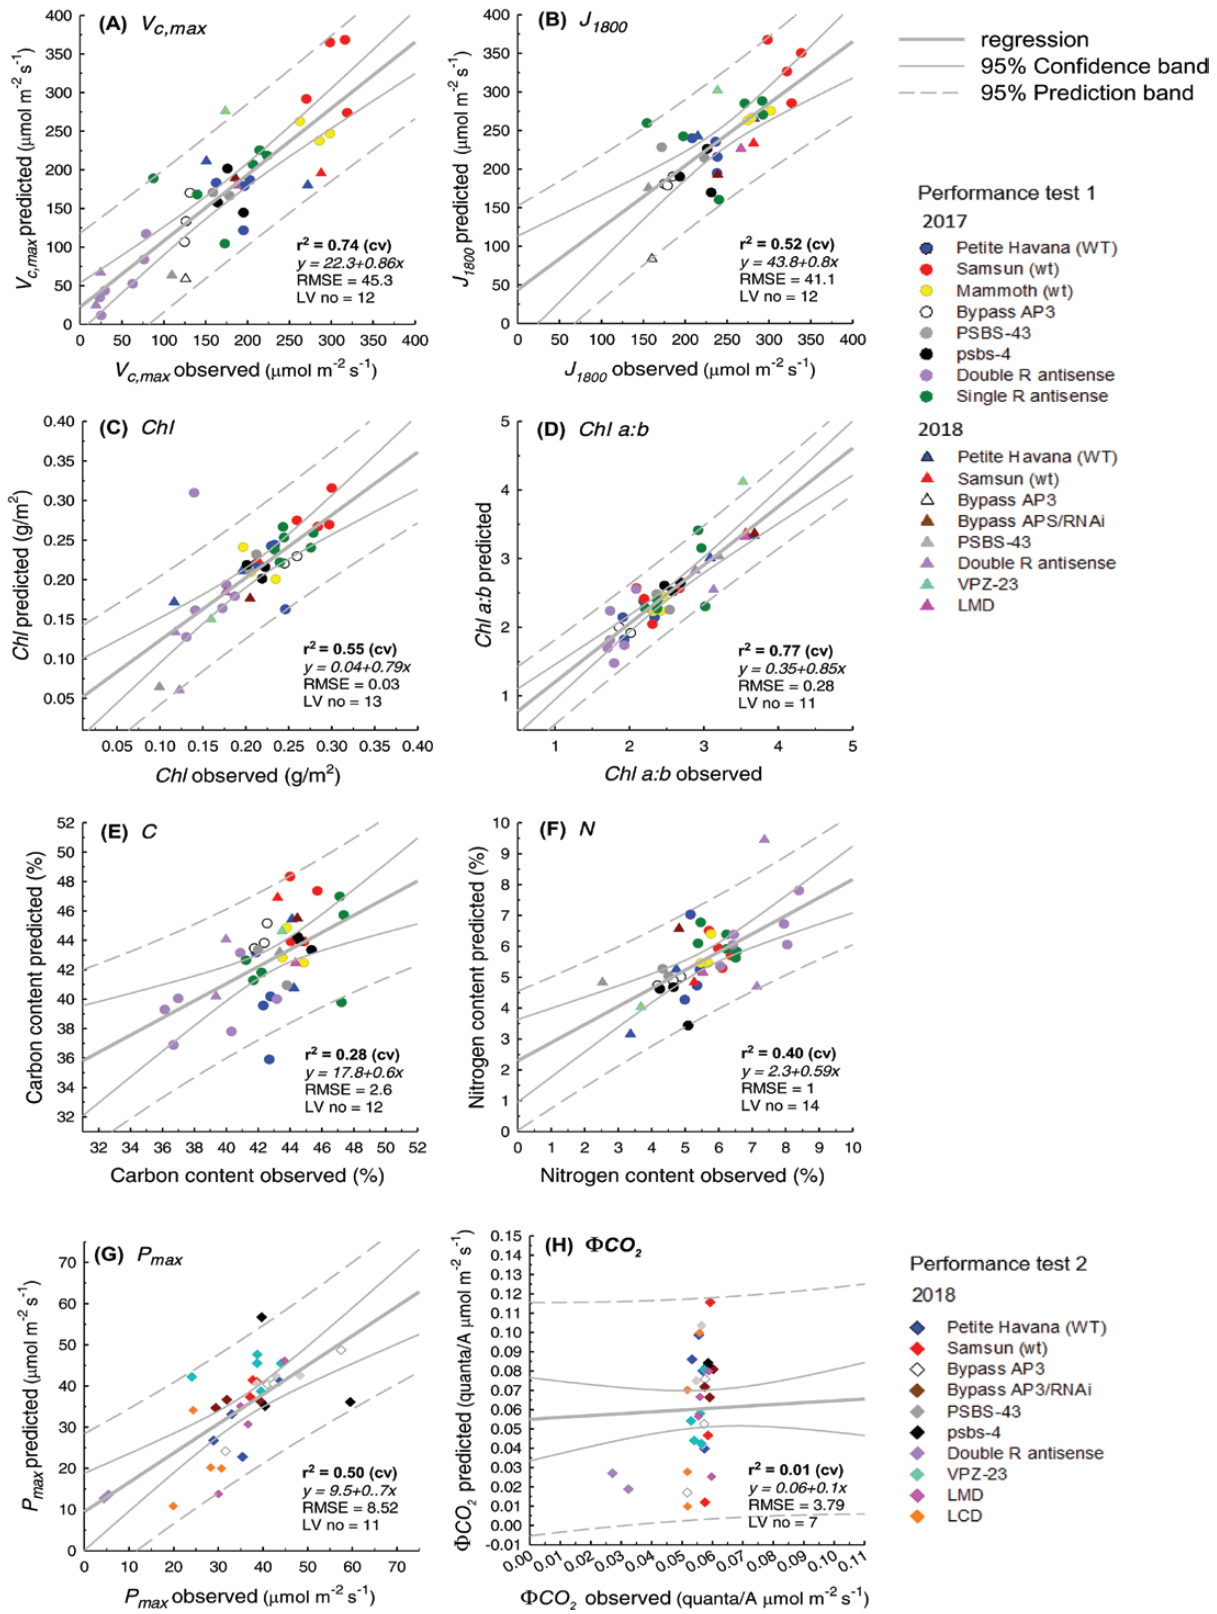 (A) Vc,max
Vc,max predicted (μmol m-2 s-1)
400
350
300
250
200
150
100
50
0
r2 = 0.74 (cv)
y = 22.3+0.86x
RMSE = 45.3
LV no = 12
0 50 100 150 200 250 300 350 400
Vc,max observed (μmol m-2 s-1)
(B) J1800
J1800 predicted (μmol m-2 s-1)
400
350
300
250
200
150
100
50
0
r2 = 0.52 (cv)
y = 43.8+0.8x
RMSE = 41.1
LV no = 12
0 50 100 150 200 250 300 350 400
J1800 observed (μmol m-2 s-1)
regression
95% Confidence band
95% Prediction band
Performance test 1
2017
Petite Havana (WT)
Samsun (wt)
Mammoth (wt)
Bypass AP3
PSBS-43
psbs-4
Double R antisense
Single R antisense
2018
Petite Havana (WT)
Samsun (wt)
Bypass AP3
Bypass APS/RNAi
PSBS-43
Double R antisense
VPZ-23
LMD
(C) Chl
Chl predicted (g/m2)
0.40
0.35
0.30
0.25
0.20
0.15
0.10
0.05
r2 = 0.55 (cv)
y = 0.04+0.79x
RMSE = 0.03
LV no = 13
0.05 0.10 0.15 0.20 0.25 0.30 0.35 0.40
Chl observed (g/m2)
(D) Chl a:b
Chl a:b predicted
5
4
3
2
1
r2 = 0.77 (cv)
y = 0.35+0.85x
RMSE = 0.28
LV no = 11
1 2 3 4 5
Chl a:b observed
(E) C
Carbon content predicted (%)
52
50
48
46
44
42
40
38
36
34
32
r2 = 0.28 (cv)
y = 17.8+0.6x
RMSE = 2.6
LV no = 12
32 34 36 38 40 42 44 46 48 50 52
Carbon content observed (%)
(F) N
Nitrogen content predicted (%)
10
9
8
7
6
5
4
3
2
1
0
r2 = 0.40 (cv)
y = 2.3+0.59x
RMSE = 1
LV no = 14
0 1 2 3 4 5 6 7 8 9 10
Nitrogen content observed (%)
(G) Pmax
Pmax predicted (μmol m-2 s-1)
70
60
50
40
30
20
10
0
r2 = 0.50 (cv)
y = 9.5+0..7x
RMSE = 8.52
LV no = 11
0 10 20 30 40 50 60 70
Pmax observed (μmol m-2 s-1)
(H) ΦCO2
ΦCO2 predicted (quanta/A μmol m-2 s-1)
0.15
0.14
0.13
0.12
0.11
0.10
0.09
0.08
0.07
0.06
0.05
0.04
0.03
0.02
0.01
0.00
-0.01
r2 = 0.01 (cv)
y = 0.06+0.1x
RMSE = 3.79
LV no = 7
0.00 0.01 0.02 0.03 0.04 0.05 0.06 0.07 0.08 0.09 0.10 0.11
ΦCO2 observed (quanta/A μmol m-2 s-1)
Performance test 2
2018
Petite Havana (WT)
Samsun (wt)
Bypass AP3
Bypass AP3/RNAi
PSBS-43
psbs-4
Double R antisense
VPZ-23
LMD
LCD